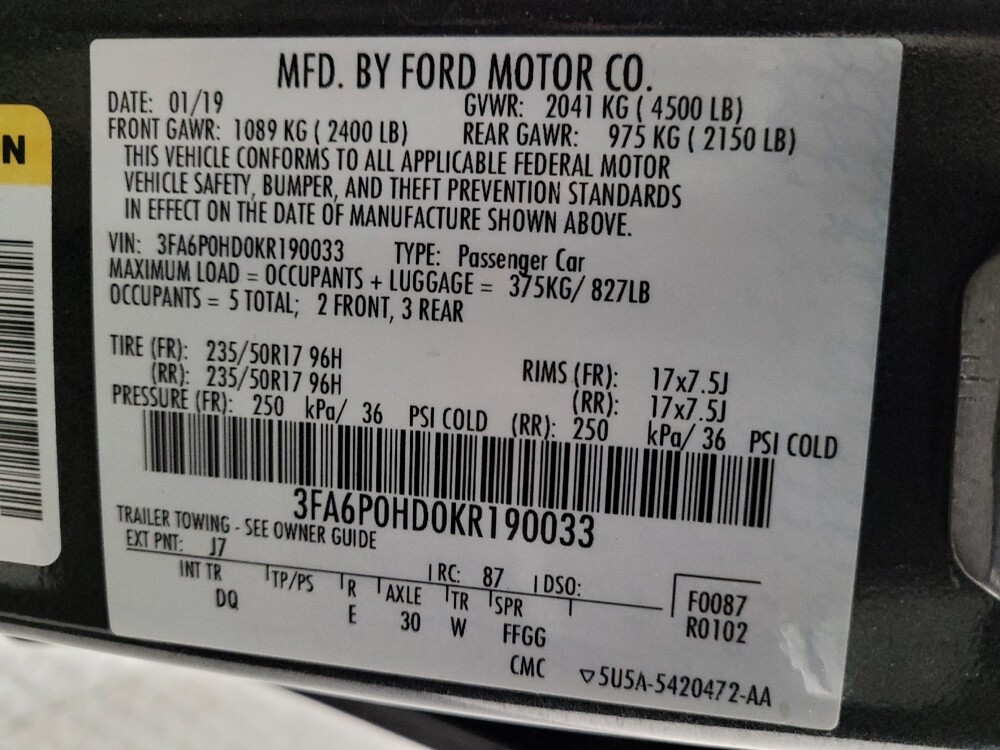 MFD. BY FORD MOTOR CO.
DATE: 01/19 GVWR: 2041 KG ( 4500 LB)
FRONT GAWR: 1089 KG ( 2400 LB) REAR GAWR: 975 KG ( 2150 LB)
THIS VEHICLE CONFORMS TO ALL APPLICABLE FEDERAL MOTOR
VEHICLE SAFETY, BUMPER, AND THEFT PREVENTION STANDARDS
IN EFFECT ON THE DATE OF MANUFACTURE SHOWN ABOVE.
VIN: 3FA6P0HD0KR190033 TYPE: Passenger Car
MAXIMUM LOAD = OCCUPANTS + LUGGAGE = 375KG/ 827LB
OCCUPANTS = 5 TOTAL; 2 FRONT, 3 REAR
TIRE (FR): 235/50R17 96H RIMS (FR): 17x7.5J
(RR): 235/50R17 96H (RR): 17x7.5J
PRESSURE (FR): 250 kPa/ 36 PSI COLD (RR): 250 kPa/ 36 PSI COLD
3FA6P0HD0KR190033
TRAILER TOWING - SEE OWNER GUIDE
EXT PNT: J7 RC: 87 DSO:
INT TR TP/PS R AXLE TR SPR F0087
DQ E 30 W FFGG R0102
CMC ▽5U5A-5420472-AA
N